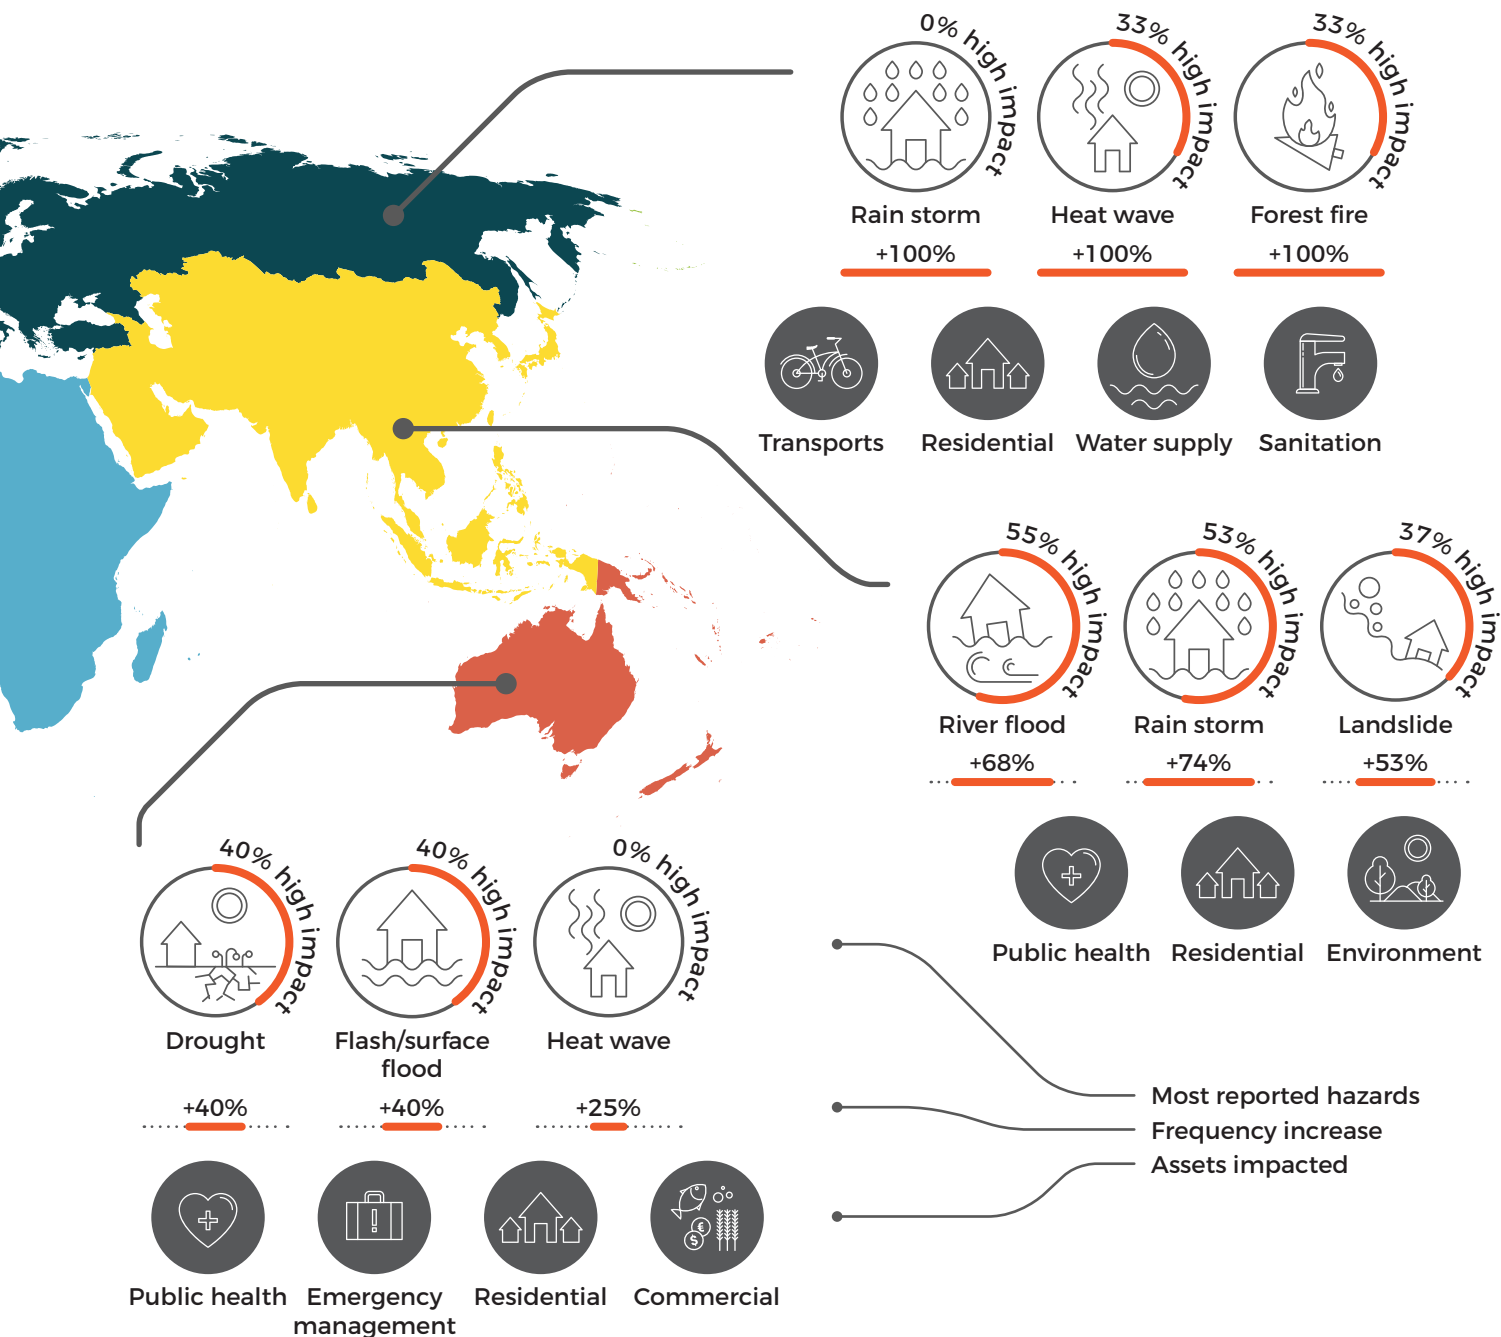 0% high impact
33% high impact
33% high impact
Rain storm
Heat wave
Forest fire
+100%
+100%
+100%
Transports
Residential
Water supply
Sanitation
55% high impact
53% high impact
37% high impact
River flood
Rain storm
Landslide
+68%
+74%
+53%
Public health
Residential
Environment
40% high impact
40% high impact
0% high impact
Drought
Flash/surface
flood
Heat wave
+40%
+40%
+25%
! 
€
$
Public health
Emergency
management
Residential
Commercial
Most reported hazards
Frequency increase
Assets impacted